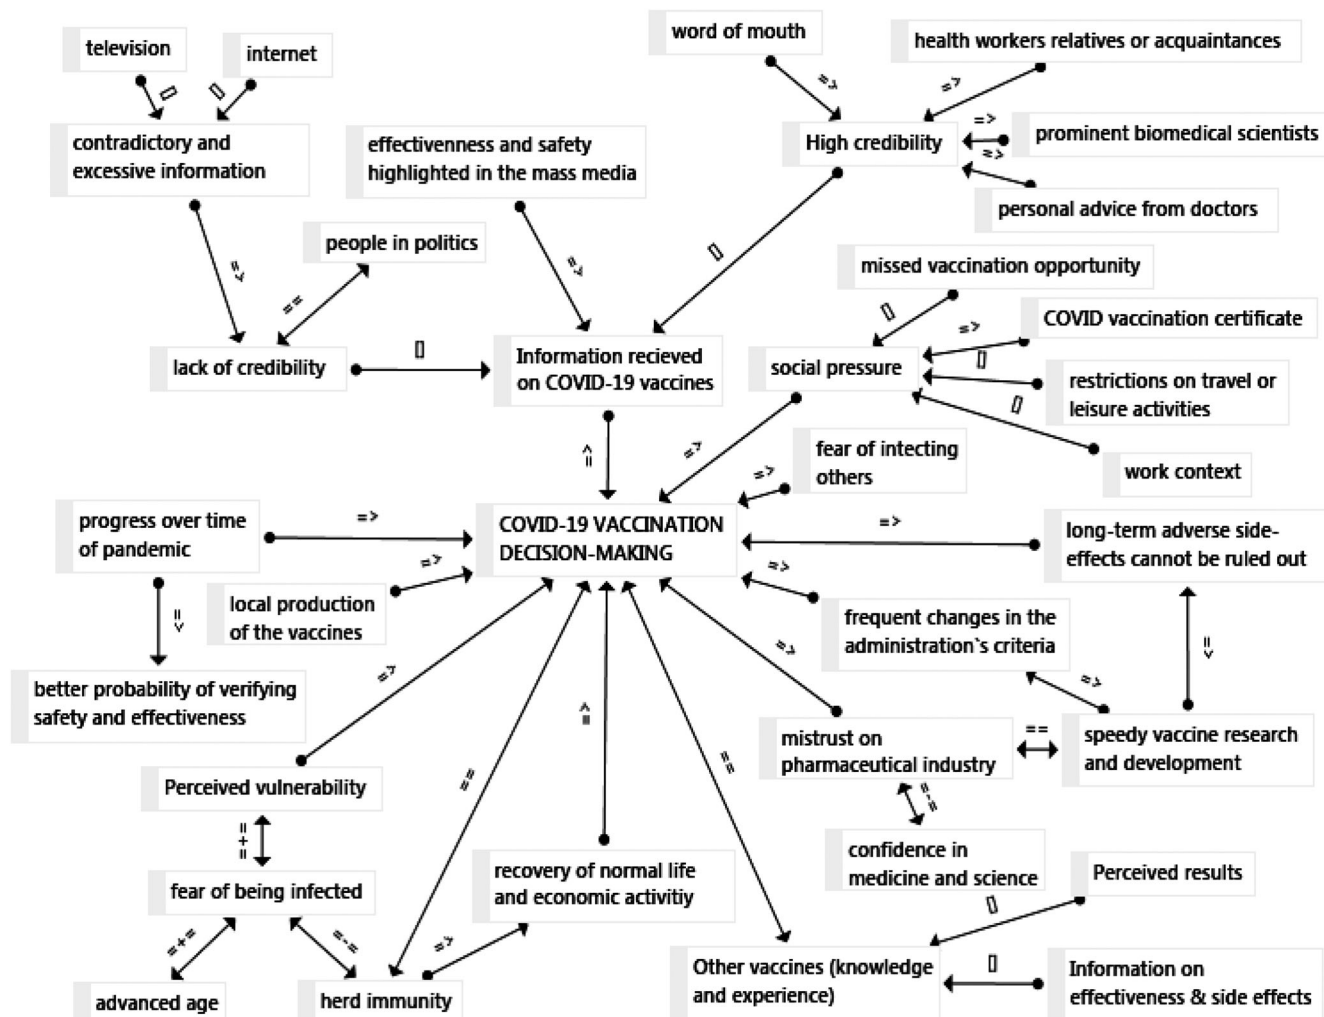 television
internet
word of mouth
health workers relatives or acquaintances
[]
[]
=>
=>
contradictory and
excessive information
effectivenness and safety
highlighted in the mass media
High credibility
=>
prominent biomedical scientists
=>
personal advice from doctors
people in politics
=>
==
=>
[]
missed vaccination opportunity
[]
COVID vaccination certificate
=>
lack of credibility
[]
Information recieved
on COVID-19 vaccines
social pressure
[]
restrictions on travel or
leisure activities
[]
work context
=>
=>
fear of intecting
others
=>
progress over time
of pandemic
=>
COVID-19 VACCINATION
DECISION-MAKING
=>
long-term adverse side-
effects cannot be ruled out
local production
of the vaccines
=>
=>
frequent changes in the
administration`s criteria
=>
=>
better probability of verifying
safety and effectiveness
=>
=>
=>
=>
mistrust on
pharmaceutical industry
==
speedy vaccine research
and development
Perceived vulnerability
==
==
=-=
=+=
confidence in
medicine and science
Perceived results
fear of being infected
recovery of normal life
and economic activitiy
[]
=+=
=-=
=>
advanced age
herd immunity
Other vaccines (knowledge
and experience)
[]
Information on
effectiveness & side effects